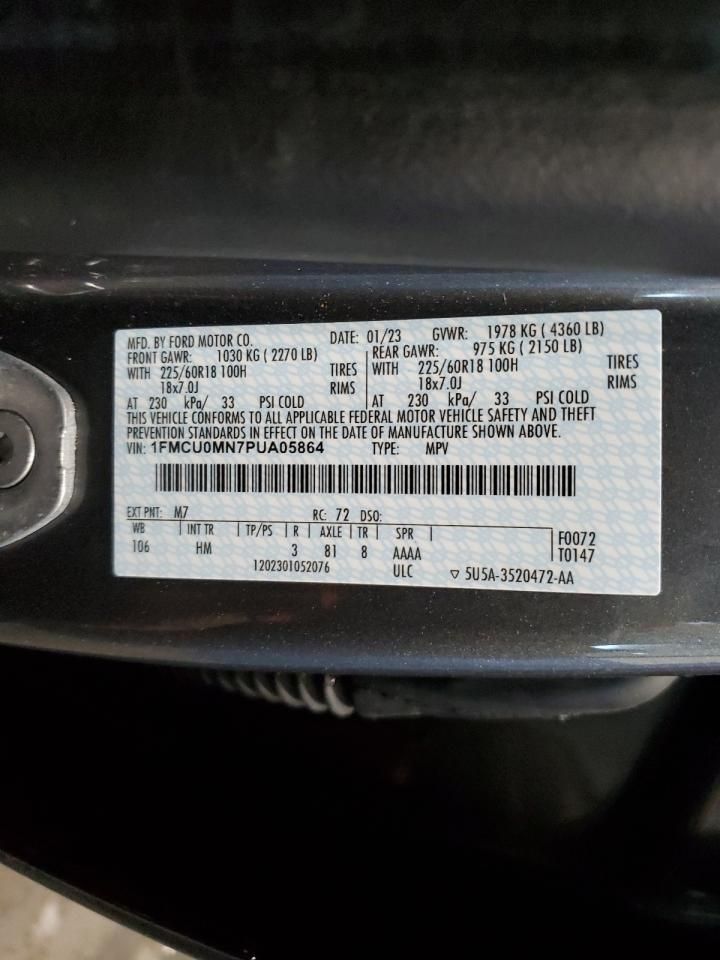 MFD. BY FORD MOTOR CO. DATE: 01/23 GVWR: 1978 KG ( 4360 LB)
FRONT GAWR: 1030 KG ( 2270 LB) REAR GAWR: 975 KG ( 2150 LB)
WITH 225/60R18 100H TIRES WITH 225/60R18 100H TIRES
18x7.0J RIMS 18x7.0J RIMS
AT 230 kPa/ 33 PSI COLD AT 230 kPa/ 33 PSI COLD
THIS VEHICLE CONFORMS TO ALL APPLICABLE FEDERAL MOTOR VEHICLE SAFETY AND THEFT
PREVENTION STANDARDS IN EFFECT ON THE DATE OF MANUFACTURE SHOWN ABOVE.
VIN: 1FMCU0MN7PUA05864 TYPE: MPV
EXT PNT: M7 RC: 72 DSO:
WB INT TR TP/PS R AXLE TR SPR F0072
106 HM 3 81 8 AAAA T0147
1202301052076 ULC ▽ 5U5A-3520472-AA